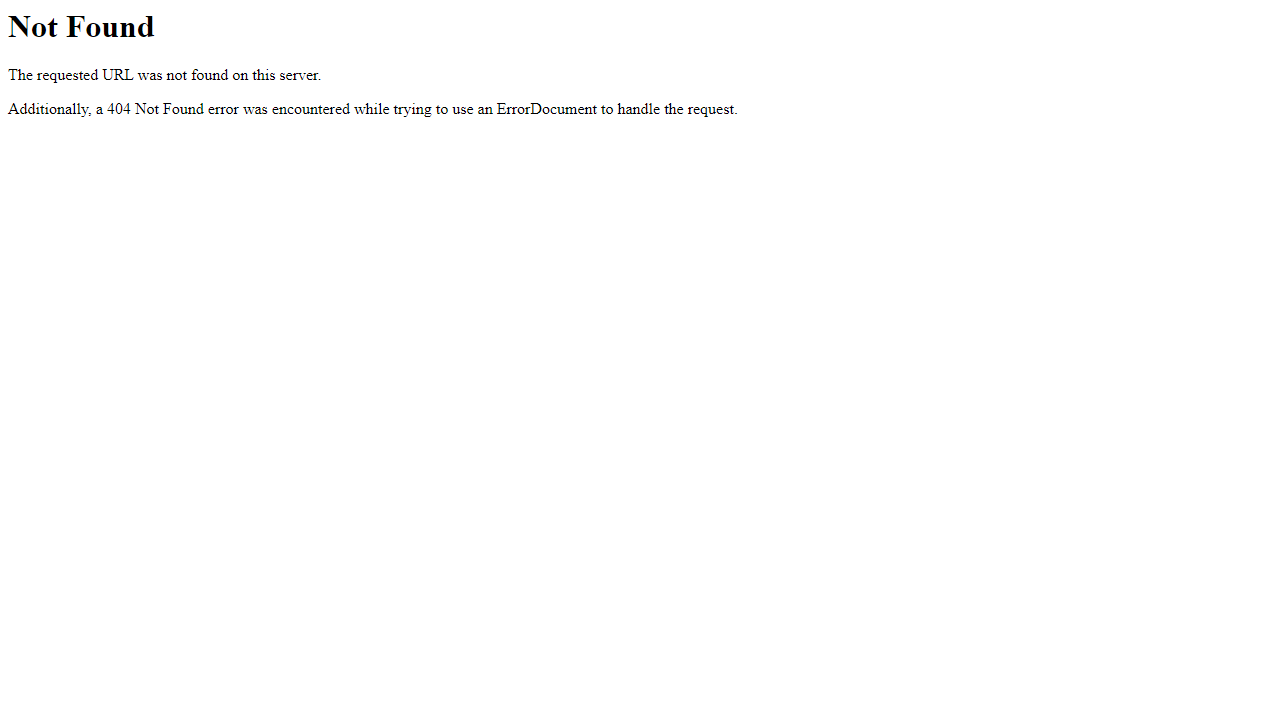 Not Found
The requested URL was not found on this server.
Additionally, a 404 Not Found error was encountered while trying to use an ErrorDocument to handle the request.